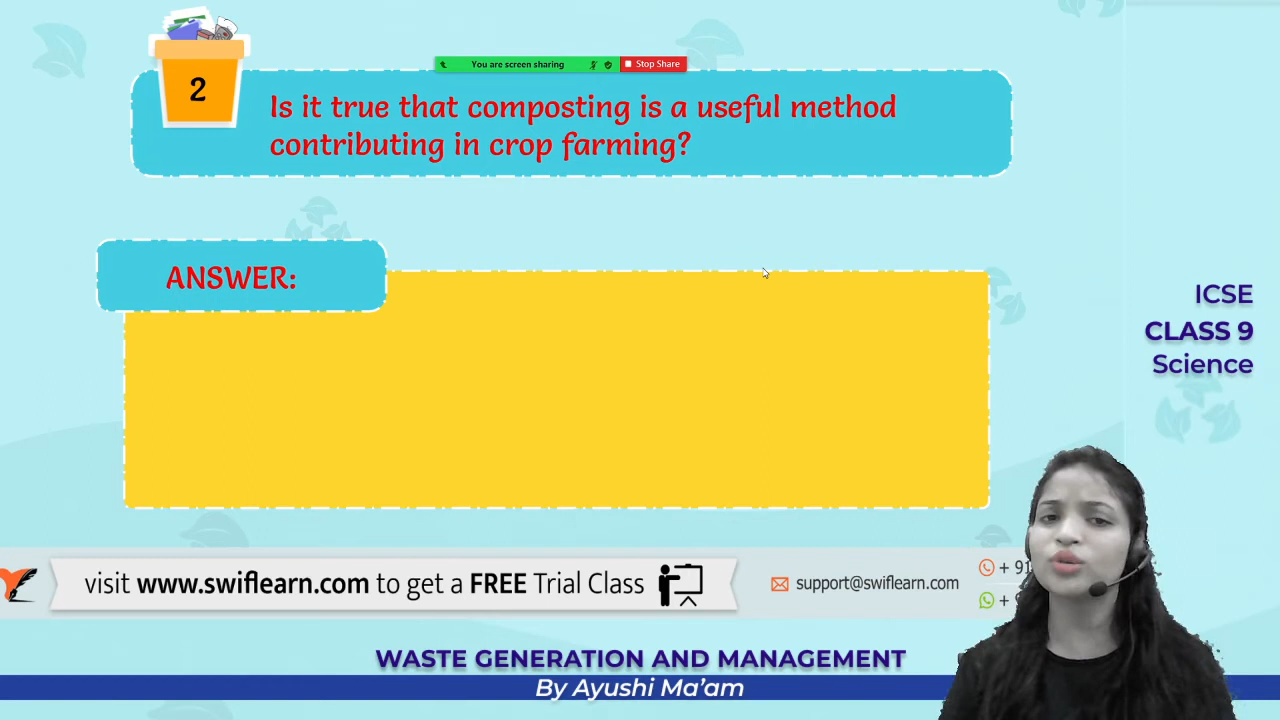 2
You are screen sharing
Stop Share
Is it true that composting is a useful method
contributing in crop farming?
ANSWER:
ICSE
CLASS 9
Science
visit www.swiflearn.com to get a FREE Trial Class
support@swiflearn.com
+ 91
+
WASTE GENERATION AND MANAGEMENT
By Ayushi Ma'am